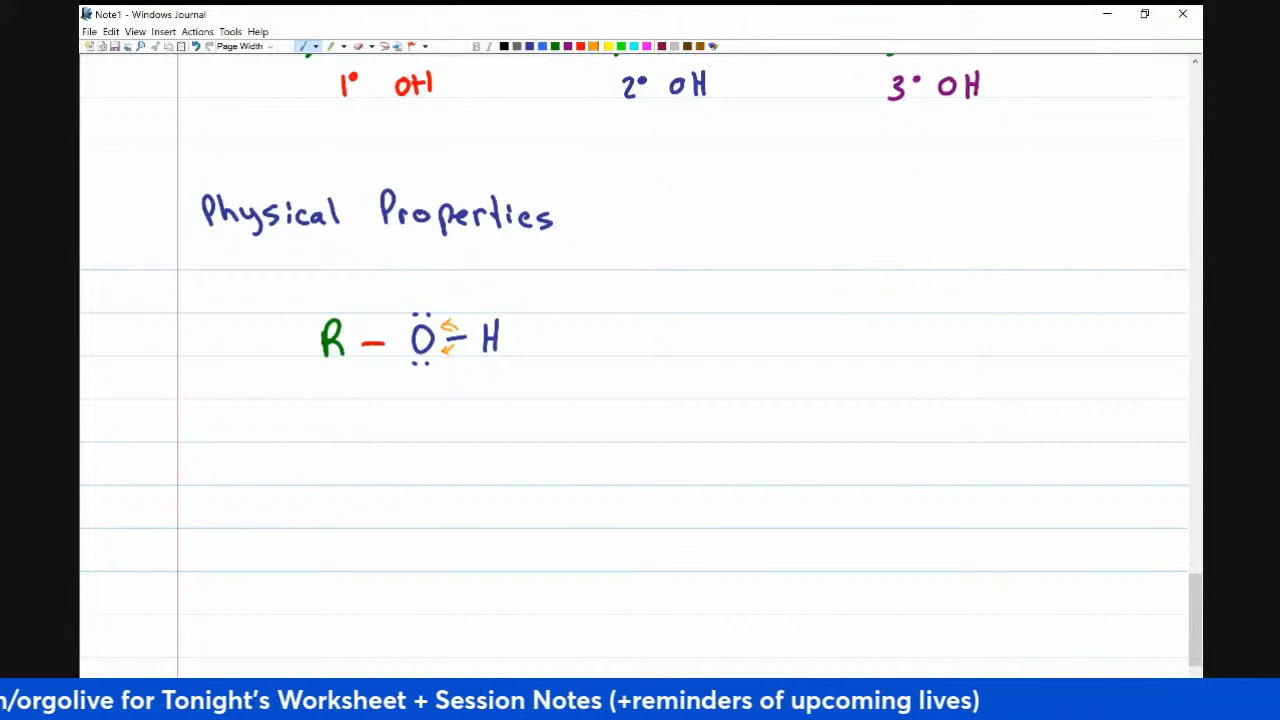 Note1 - Windows Journal
File Edit View Insert Actions Tools Help
Page Width B I
1° OH 2° OH 3° OH
Physical Properties
R - O - H
n/orgolive for Tonight's Worksheet + Session Notes (+reminders of upcoming lives)